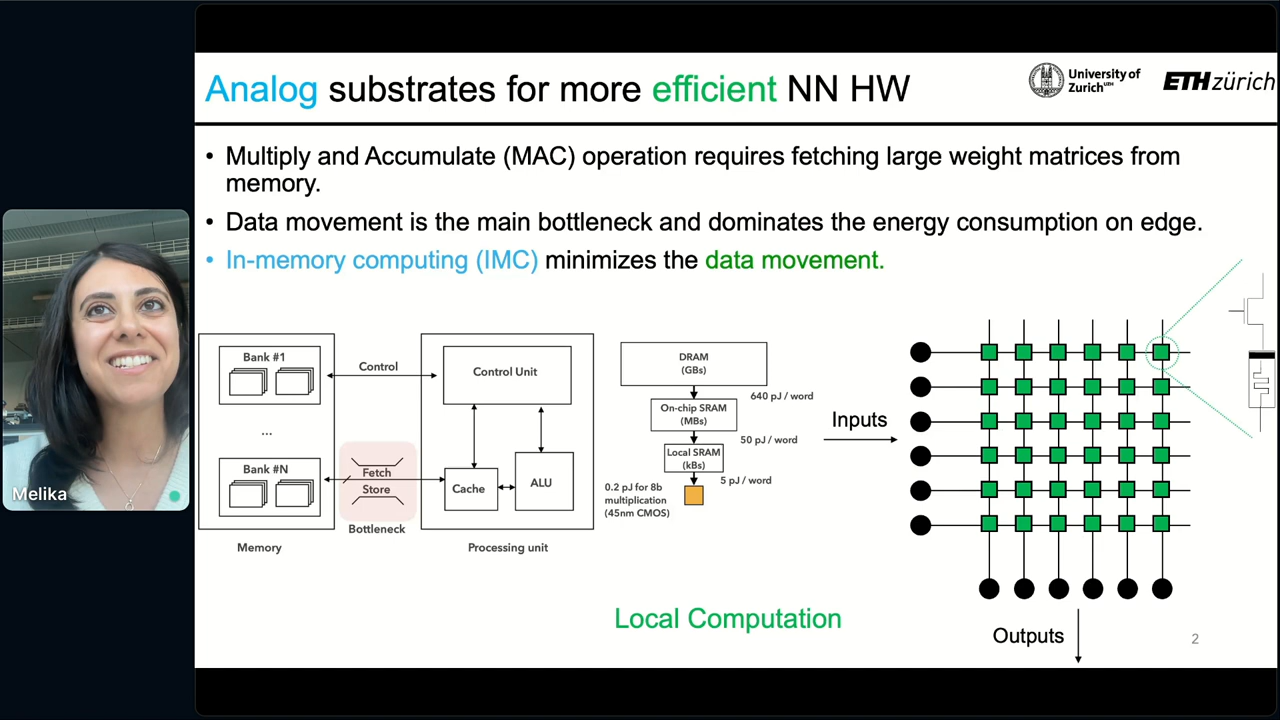 Analog substrates for more efficient NN HW
University of
Zurich UZH
ETH zürich
• Multiply and Accumulate (MAC) operation requires fetching large weight matrices from
memory.
• Data movement is the main bottleneck and dominates the energy consumption on edge.
• In-memory computing (IMC) minimizes the data movement.
Bank #1
...
Bank #N
Memory
Control
Fetch
Store
Bottleneck
Control Unit
Cache
ALU
Processing unit
DRAM
(GBs)
640 pJ / word
On-chip SRAM
(MBs)
50 pJ / word
Local SRAM
(kBs)
5 pJ / word
0.2 pJ for 8b
multiplication
(45nm CMOS)
Inputs
Outputs
Local Computation
2
Melika